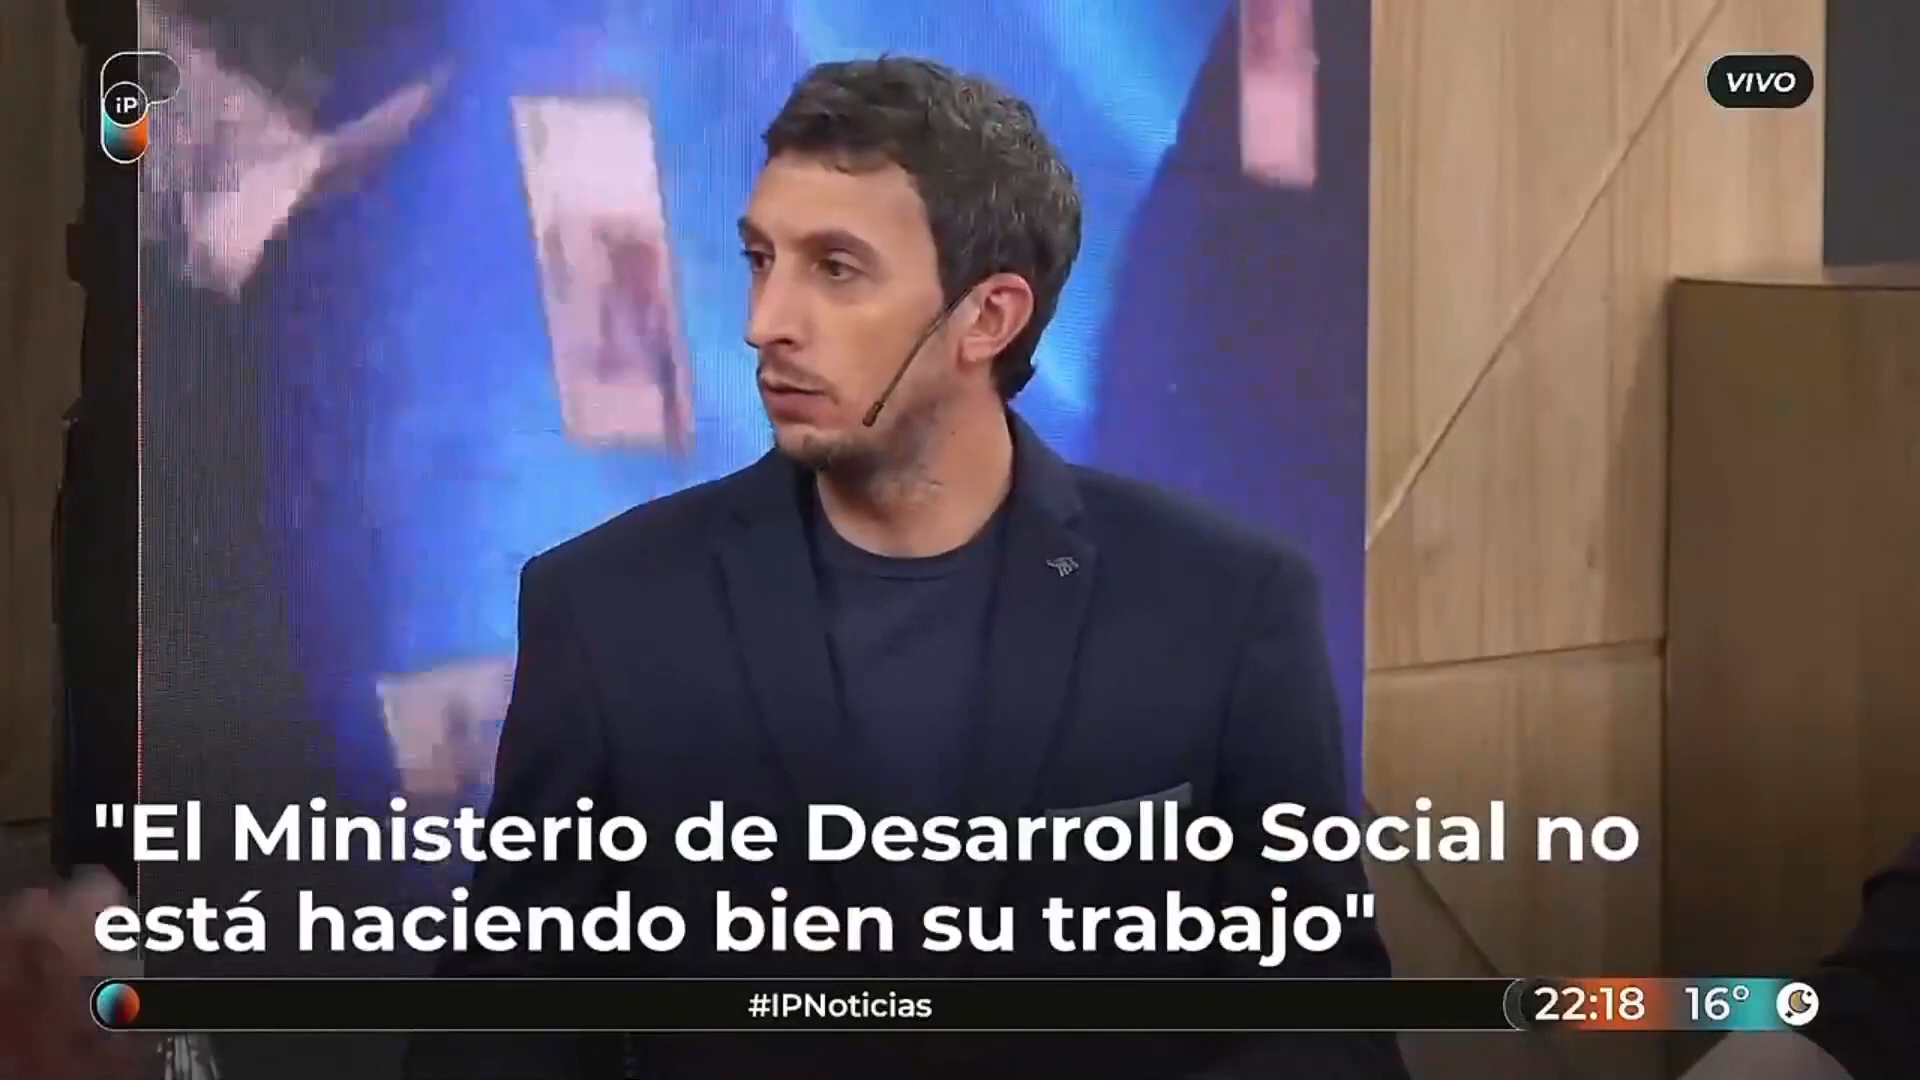 iP
VIVO
"El Ministerio de Desarrollo Social no
está haciendo bien su trabajo"
#IPNoticias
22:18 16°